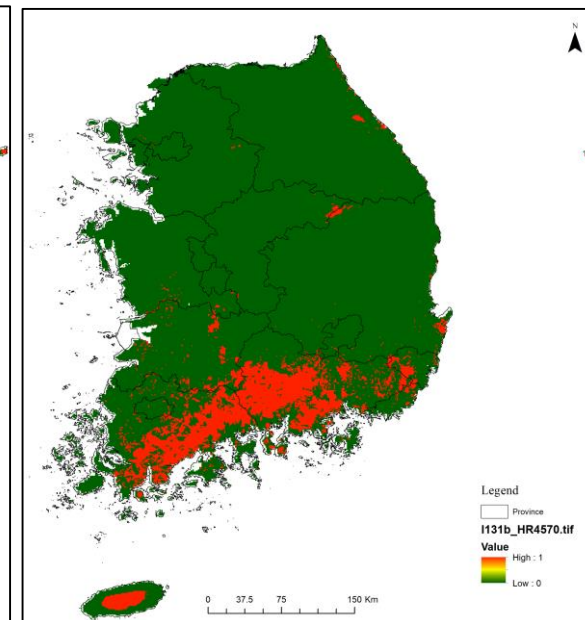 N
Legend
Province
I131b_HR4570.tif
Value
High : 1
Low : 0
0 37.5 75 150 Km